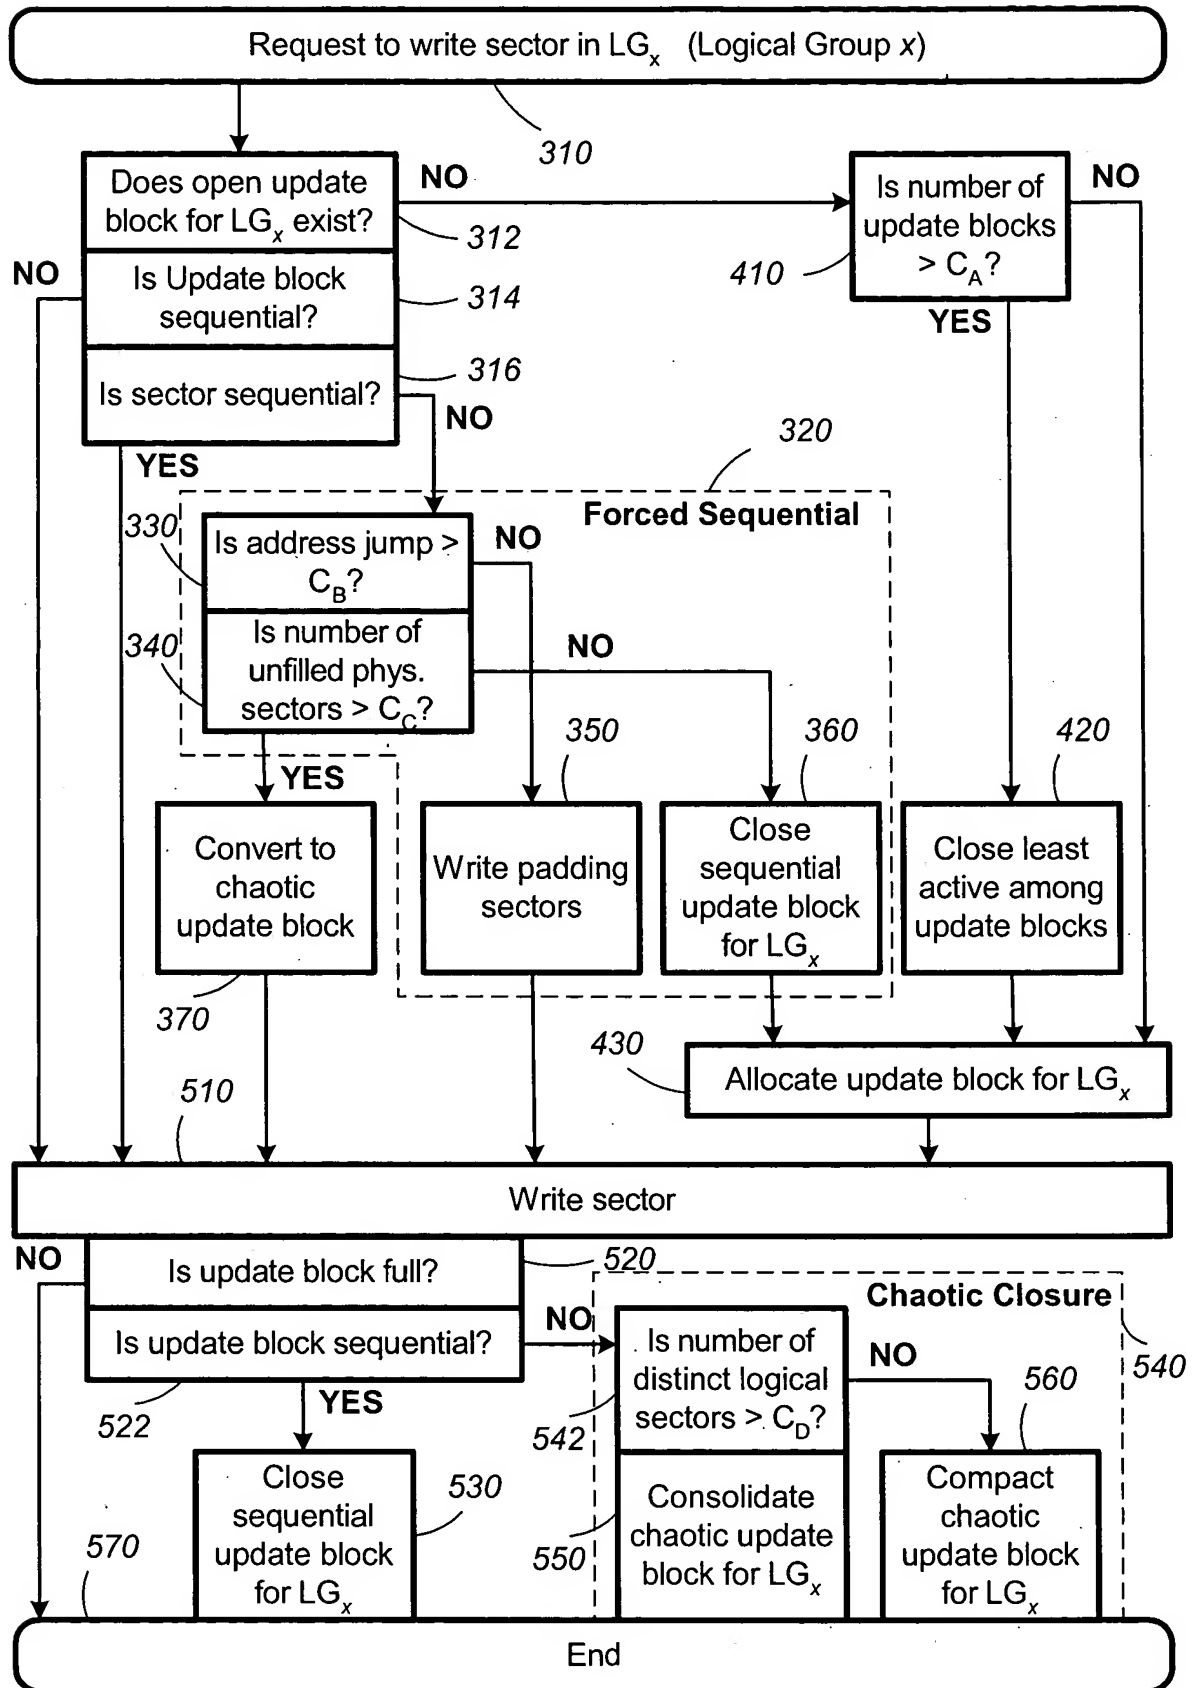 Request to write sector in LGx (Logical Group x)
310
Does open update
block for LGx exist?
NO
312
Is number of
update blocks
> CA?
NO
410
YES
NO
Is Update block
sequential?
314
Is sector sequential?
316
NO
YES
320
Forced Sequential
330
Is address jump >
CB?
NO
340
Is number of
unfilled phys.
sectors > CC?
NO
YES
350
360
420
Convert to
chaotic
update block
370
Write padding
sectors
Close
sequential
update block
for LGx
Close least
active among
update blocks
430
Allocate update block for LGx
510
Write sector
NO
Is update block full?
520
Is update block sequential?
NO
522
YES
Chaotic Closure
540
Is number of
distinct logical
sectors > CD?
NO
542
560
Close
sequential
update block
for LGx
530
Consolidate
chaotic update
block for LGx
550
Compact
chaotic
update block
for LGx
570
End